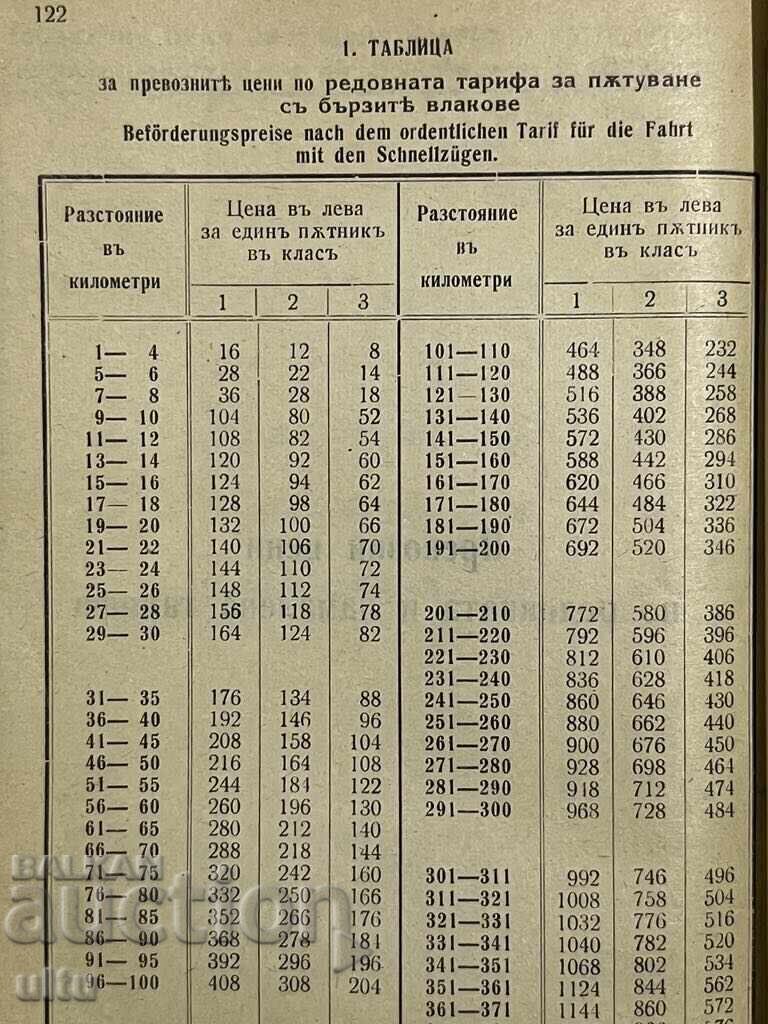 122
1. ТАБЛИЦА
за превознитѣ цени по редовната тарифа за пѫтуване
съ бързитѣ влакове
Beförderungspreise nach dem ordentlichen Tarif für die Fahrt
mit den Schnellzügen.
Разстояние въ километри | Цена въ лева за единъ пѫтникъ въ класъ | Разстояние въ километри | Цена въ лева за единъ пѫтникъ въ класъ
1 | 2 | 3 | 1 | 2 | 3
1— 4 16 12 8 101—110 464 348 232
5— 6 28 22 14 111—120 488 366 244
7— 8 36 28 18 121—130 516 388 258
9— 10 104 80 52 131—140 536 402 268
11— 12 108 82 54 141—150 572 430 286
13— 14 120 92 60 151—160 588 442 294
15— 16 124 94 62 161—170 620 466 310
17— 18 128 98 64 171—180 644 484 322
19— 20 132 100 66 181—190 672 504 336
21— 22 140 106 70 191—200 692 520 346
23— 24 144 110 72
25— 26 148 112 74
27— 28 156 118 78 201—210 772 580 386
29— 30 164 124 82 211—220 792 596 396
221—230 812 610 406
231—240 836 628 418
31— 35 176 134 88 241—250 860 646 430
36— 40 192 146 96 251—260 880 662 440
41— 45 208 158 104 261—270 900 676 450
46— 50 216 164 108 271—280 928 698 464
51— 55 244 184 122 281—290 948 712 474
56— 60 260 196 130 291—300 968 728 484
61— 65 280 212 140
66— 70 288 218 144
71— 75 320 242 160 301—311 992 746 496
76— 80 332 250 166 311—321 1008 758 504
81— 85 352 266 176 321—331 1032 776 516
86— 90 368 278 184 331—341 1040 782 520
91— 95 392 296 196 341—351 1068 802 534
96—100 408 308 204 351—361 1124 844 562
361—371 1144 860 572
BALKAN
auction
ultu